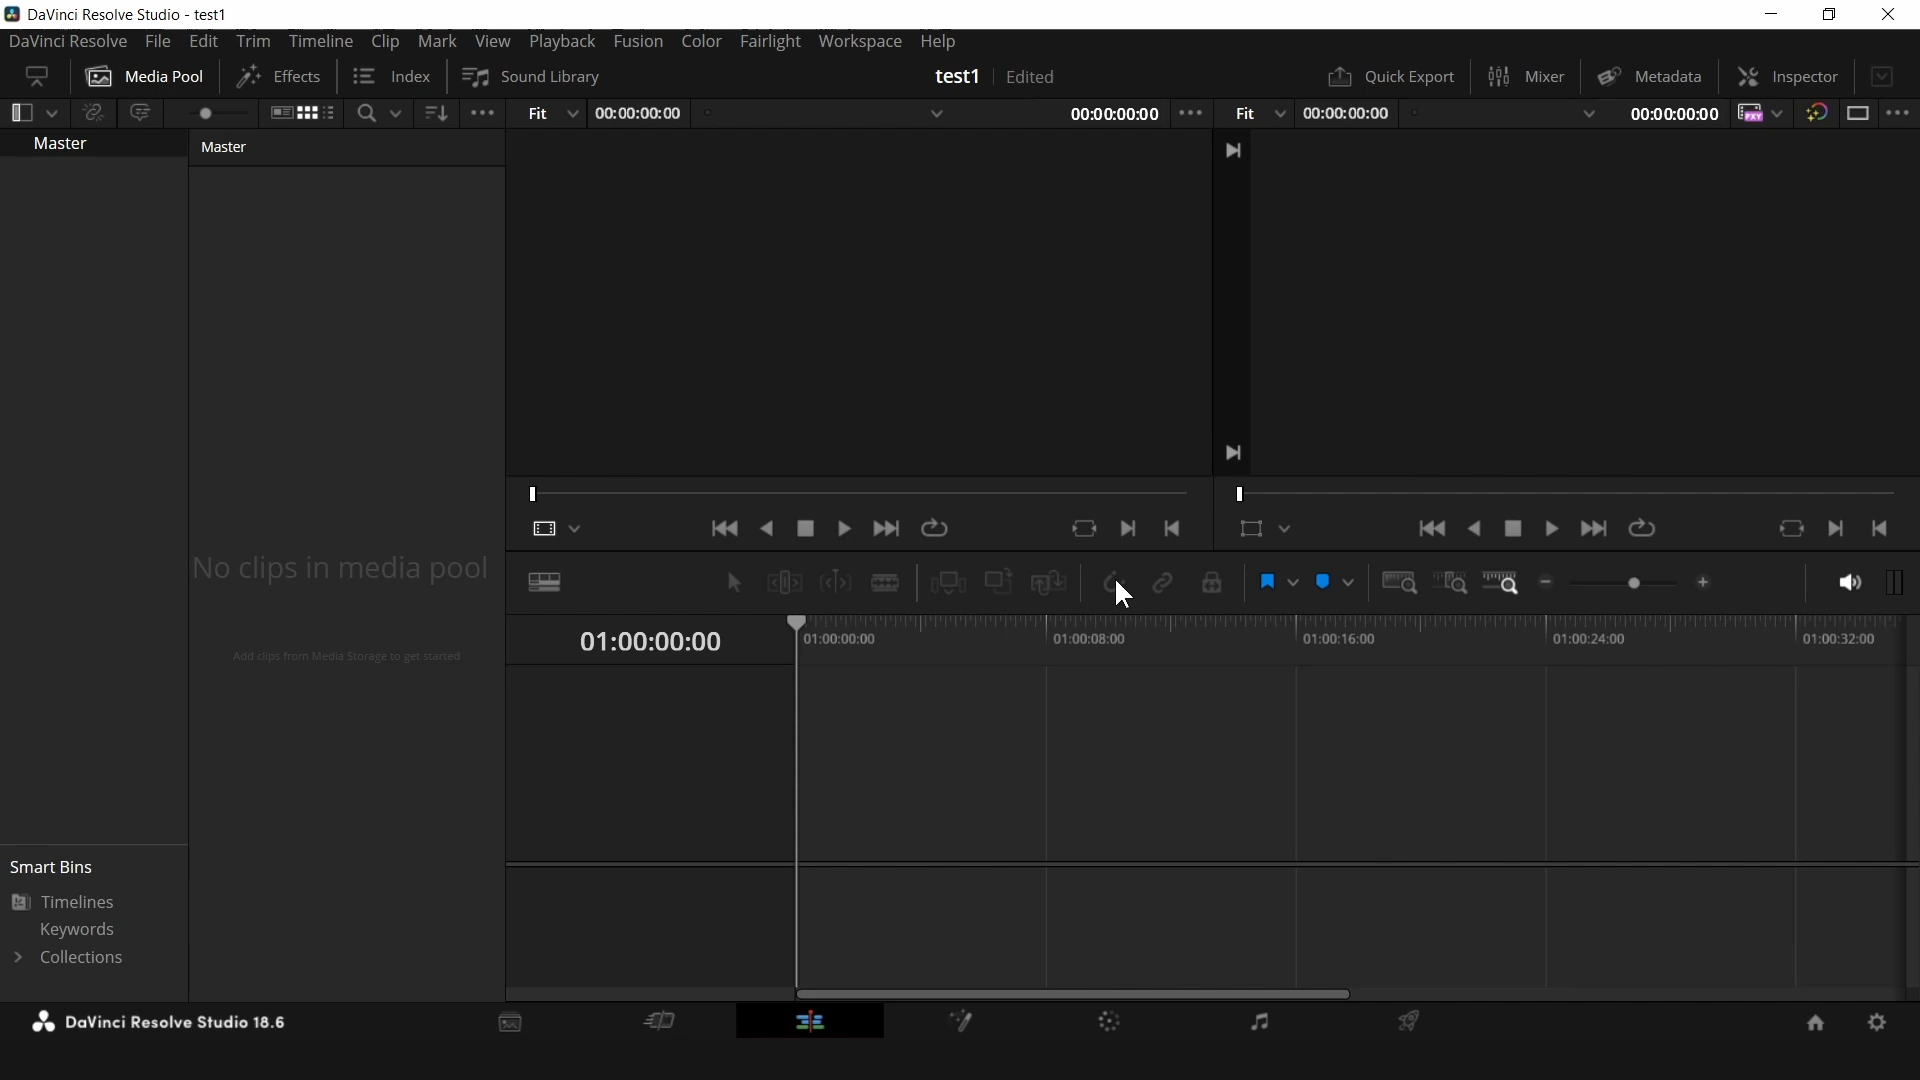 DaVinci Resolve Studio - test1
DaVinci Resolve File Edit Trim Timeline Clip Mark View Playback Fusion Color Fairlight Workspace Help
Media Pool Effects Index Sound Library test1 Edited Quick Export Mixer Metadata Inspector
Fit 00:00:00:00 00:00:00:00 Fit 00:00:00:00 PXY 00:00:00:00
Master Master
No clips in media pool
Add clips from Media Storage to get started
01:00:00:00 01:00:00:00 01:00:08:00 01:00:16:00 01:00:24:00 01:00:32:00
Smart Bins
Timelines
Keywords
Collections
DaVinci Resolve Studio 18.6